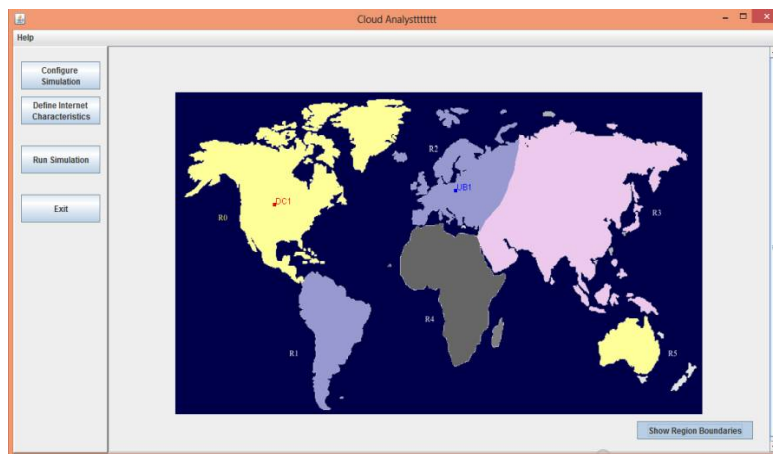 Cloud Analysttttttt
Help
Configure
Simulation
Define Internet
Characteristics
Run Simulation
Exit
R2
UB1
DC1
R0
R3
R4
R1
R5
Show Region Boundaries